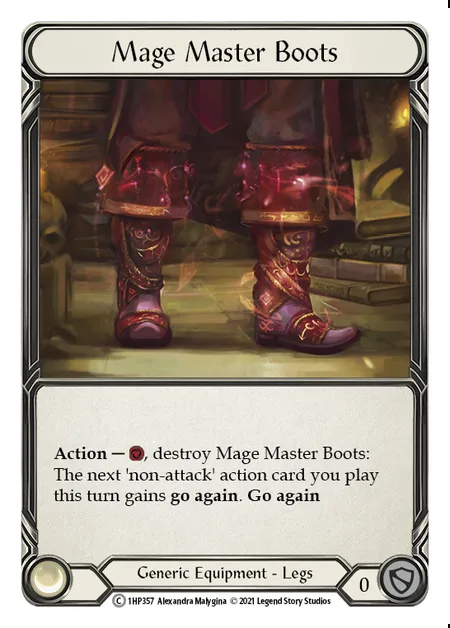 Mage Master Boots
Action — , destroy Mage Master Boots:
The next 'non-attack' action card you play
this turn gains go again. Go again
Generic Equipment - Legs
0
C 1HP357 Alexandra Malygina © 2021 Legend Story Studios